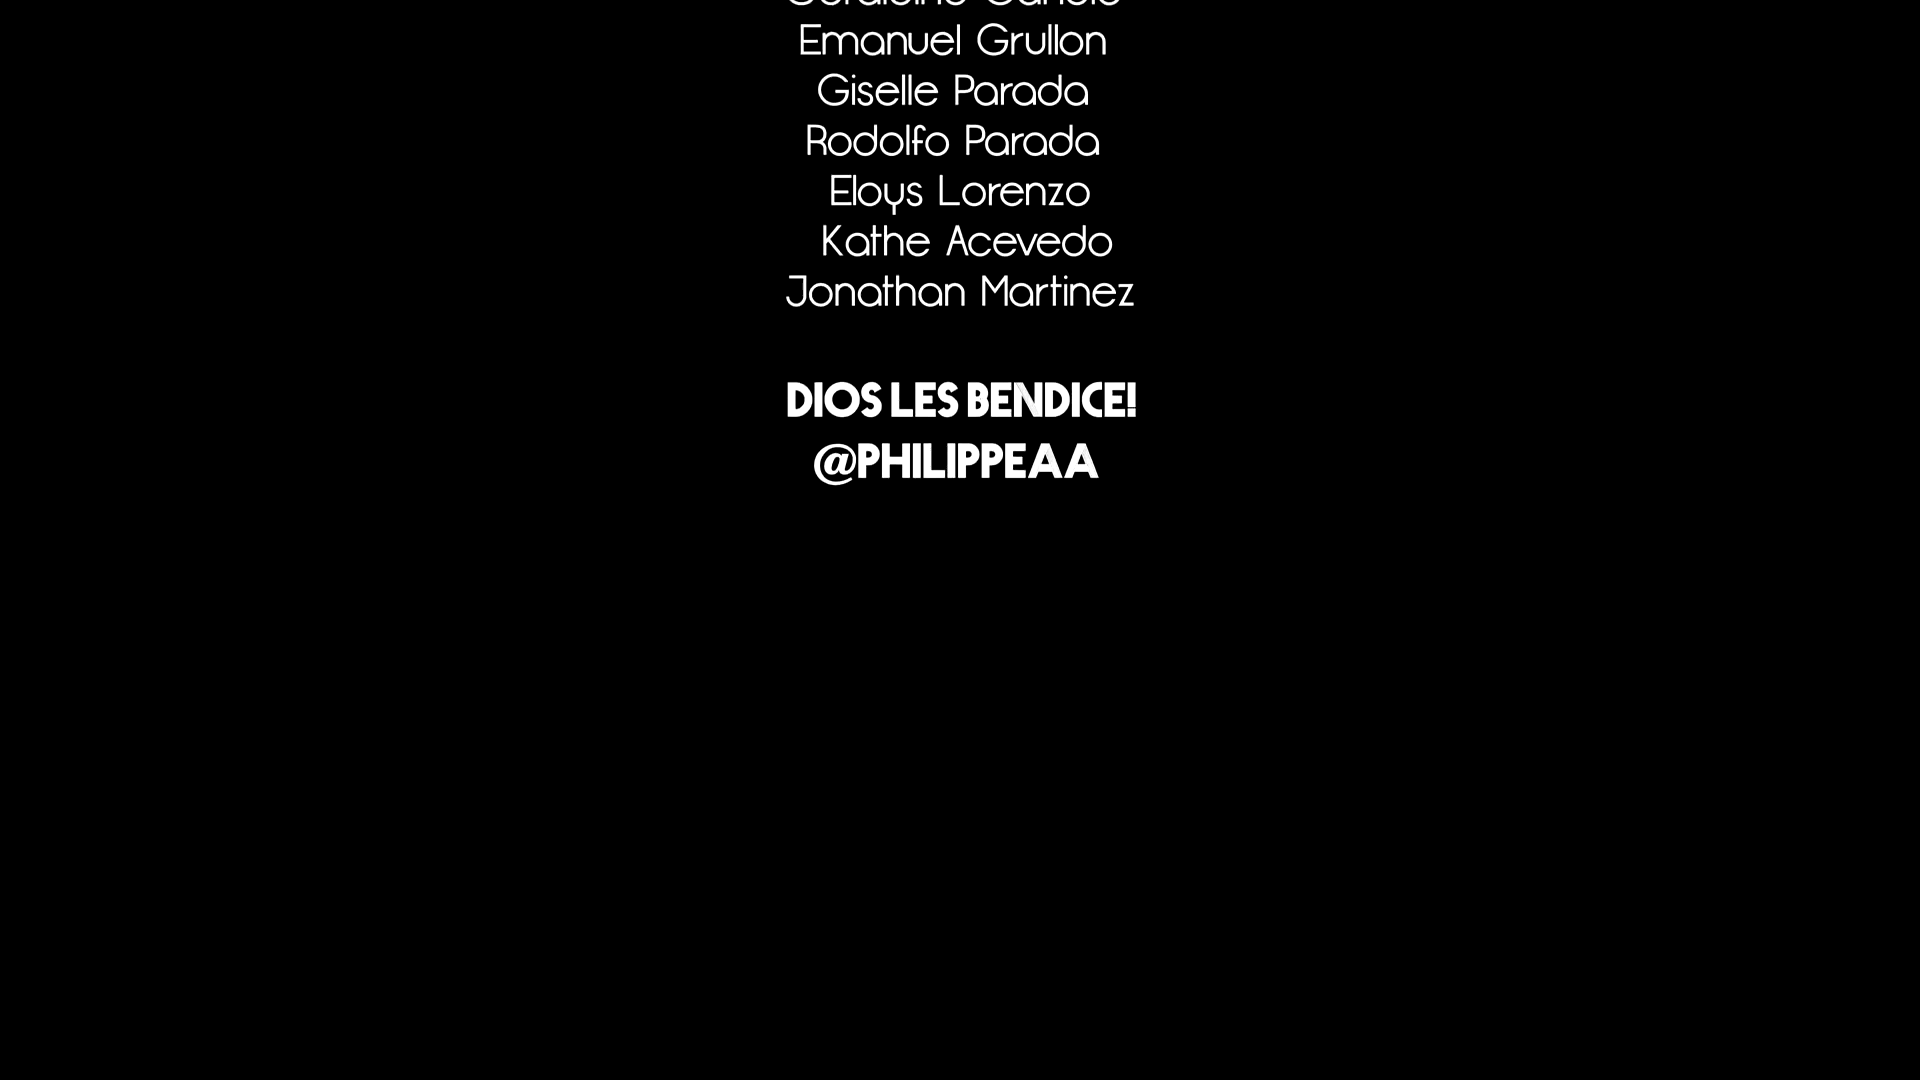 Emanuel Grullon
Giselle Parada
Rodolfo Parada
Eloys Lorenzo
Kathe Acevedo
Jonathan Martinez
DIOS LES BENDICE!
@PHILIPPEAA